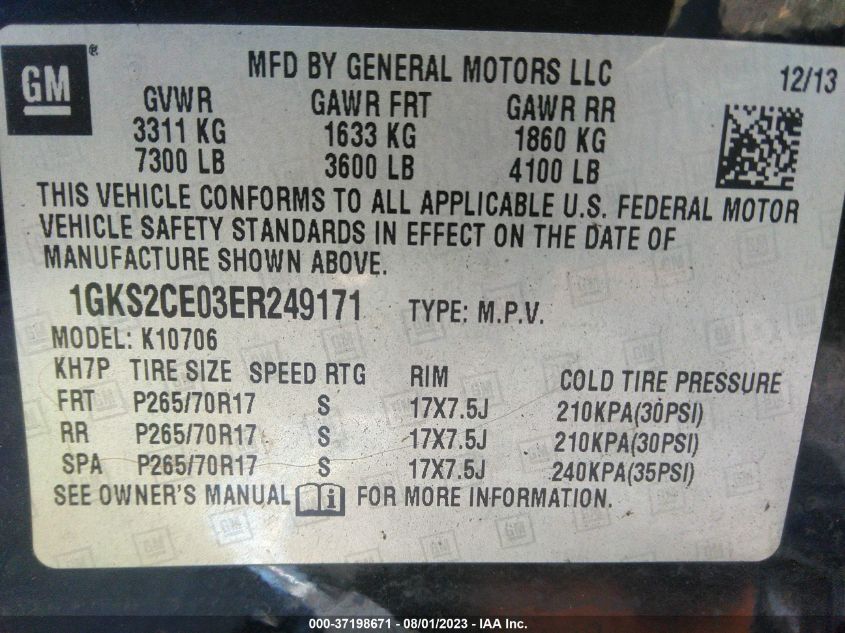 GM ®
MFD BY GENERAL MOTORS LLC 12/13
GVWR GAWR FRT GAWR RR
3311 KG 1633 KG 1860 KG
7300 LB 3600 LB 4100 LB
THIS VEHICLE CONFORMS TO ALL APPLICABLE U.S. FEDERAL MOTOR
VEHICLE SAFETY STANDARDS IN EFFECT ON THE DATE OF
MANUFACTURE SHOWN ABOVE.
1GKS2CE03ER249171 TYPE: M.P.V.
MODEL: K10706
KH7P TIRE SIZE SPEED RTG RIM COLD TIRE PRESSURE
FRT P265/70R17 S 17X7.5J 210KPA(30PSI)
RR P265/70R17 S 17X7.5J 210KPA(30PSI)
SPA P265/70R17 S 17X7.5J 240KPA(35PSI)
SEE OWNER'S MANUAL i FOR MORE INFORMATION.
000-37198671 - 08/01/2023 - IAA Inc.